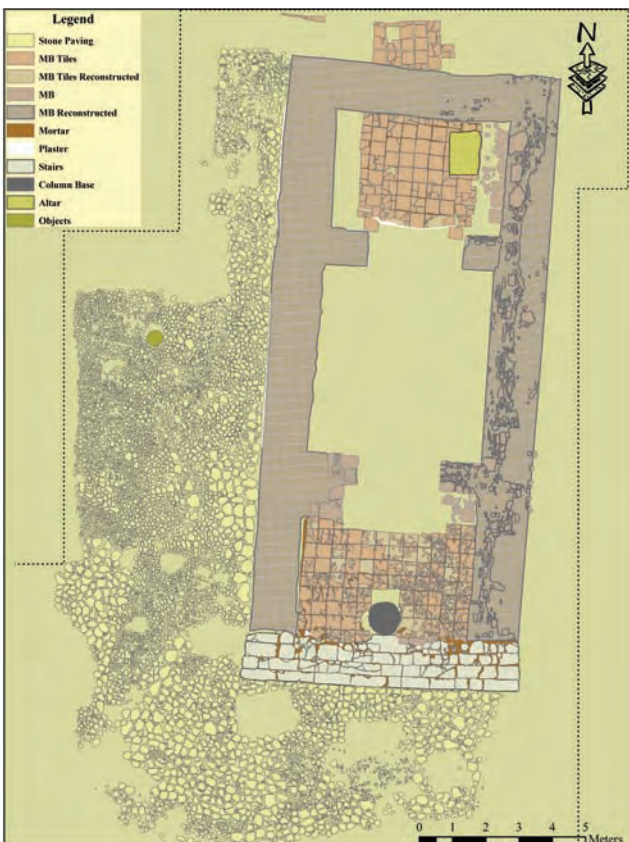 Legend
Stone Paving
MB Tiles
MB Tiles Reconstructed
MB
MB Reconstructed
Mortar
Plaster
Stairs
Column Base
Altar
Objects
N
0 1 2 3 4 5
Meters